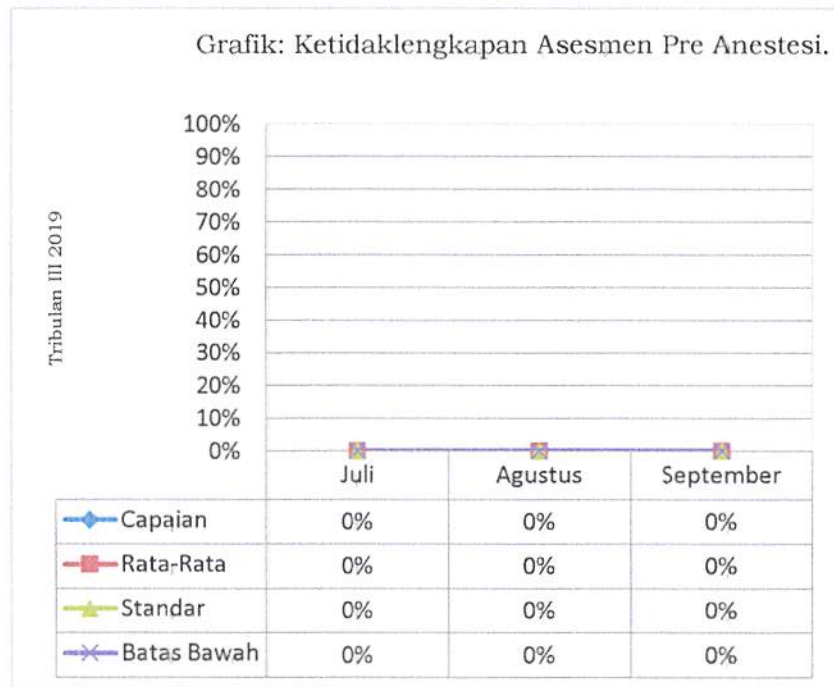 Grafik: Ketidaklengkapan Asesmen Pre Anestesi.
Tribulan III 2019
100%
90%
80%
70%
60%
50%
40%
30%
20%
10%
0%
Juli Agustus September
Capaian 0% 0% 0%
Rata-Rata 0% 0% 0%
Standar 0% 0% 0%
Batas Bawah 0% 0% 0%